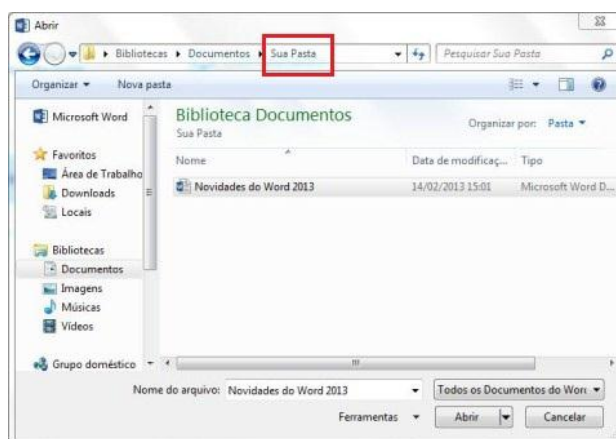 Abrir
Bibliotecas ▸ Documentos ▸ Sua Pasta
Pesquisar Sua Pasta
Organizar
Nova pasta
Microsoft Word
Favoritos
Área de Trabalho
Downloads
Locais
Bibliotecas
Documentos
Imagens
Músicas
Vídeos
Grupo doméstico
Biblioteca Documentos
Sua Pasta
Organizar por: Pasta
Nome Data de modificaç... Tipo
Novidades do Word 2013 14/02/2013 15:01 Microsoft Word D...
Nome do arquivo: Novidades do Word 2013
Todos os Documentos do Wor
Ferramentas
Abrir
Cancelar